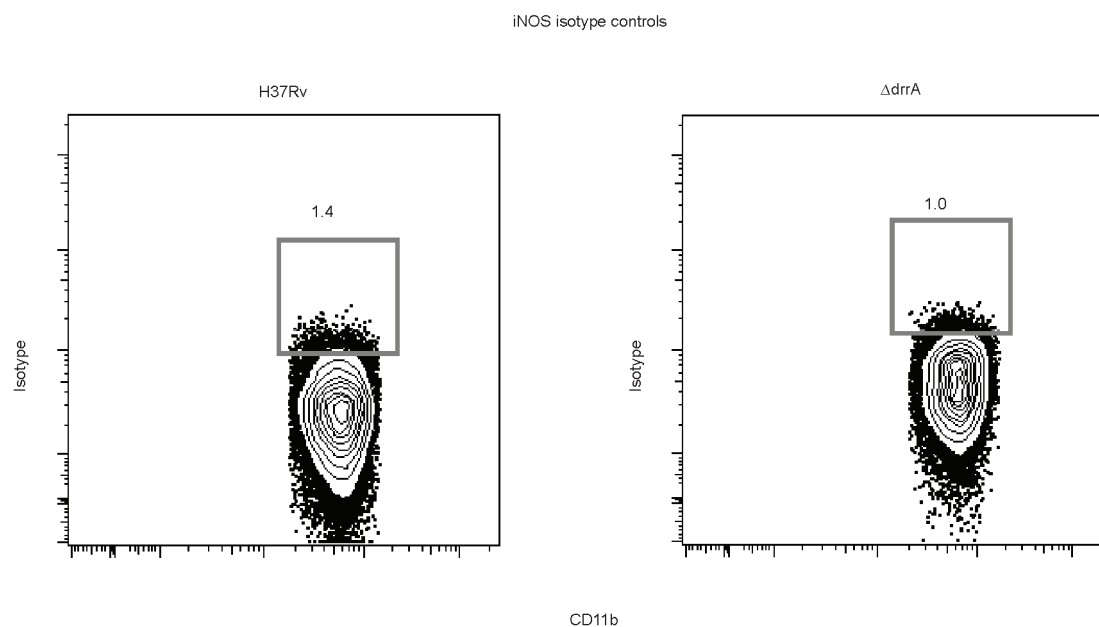 iNOS isotype controls
H37Rv
ΔdrrA
1.4
1.0
Isotype
Isotype
CD11b